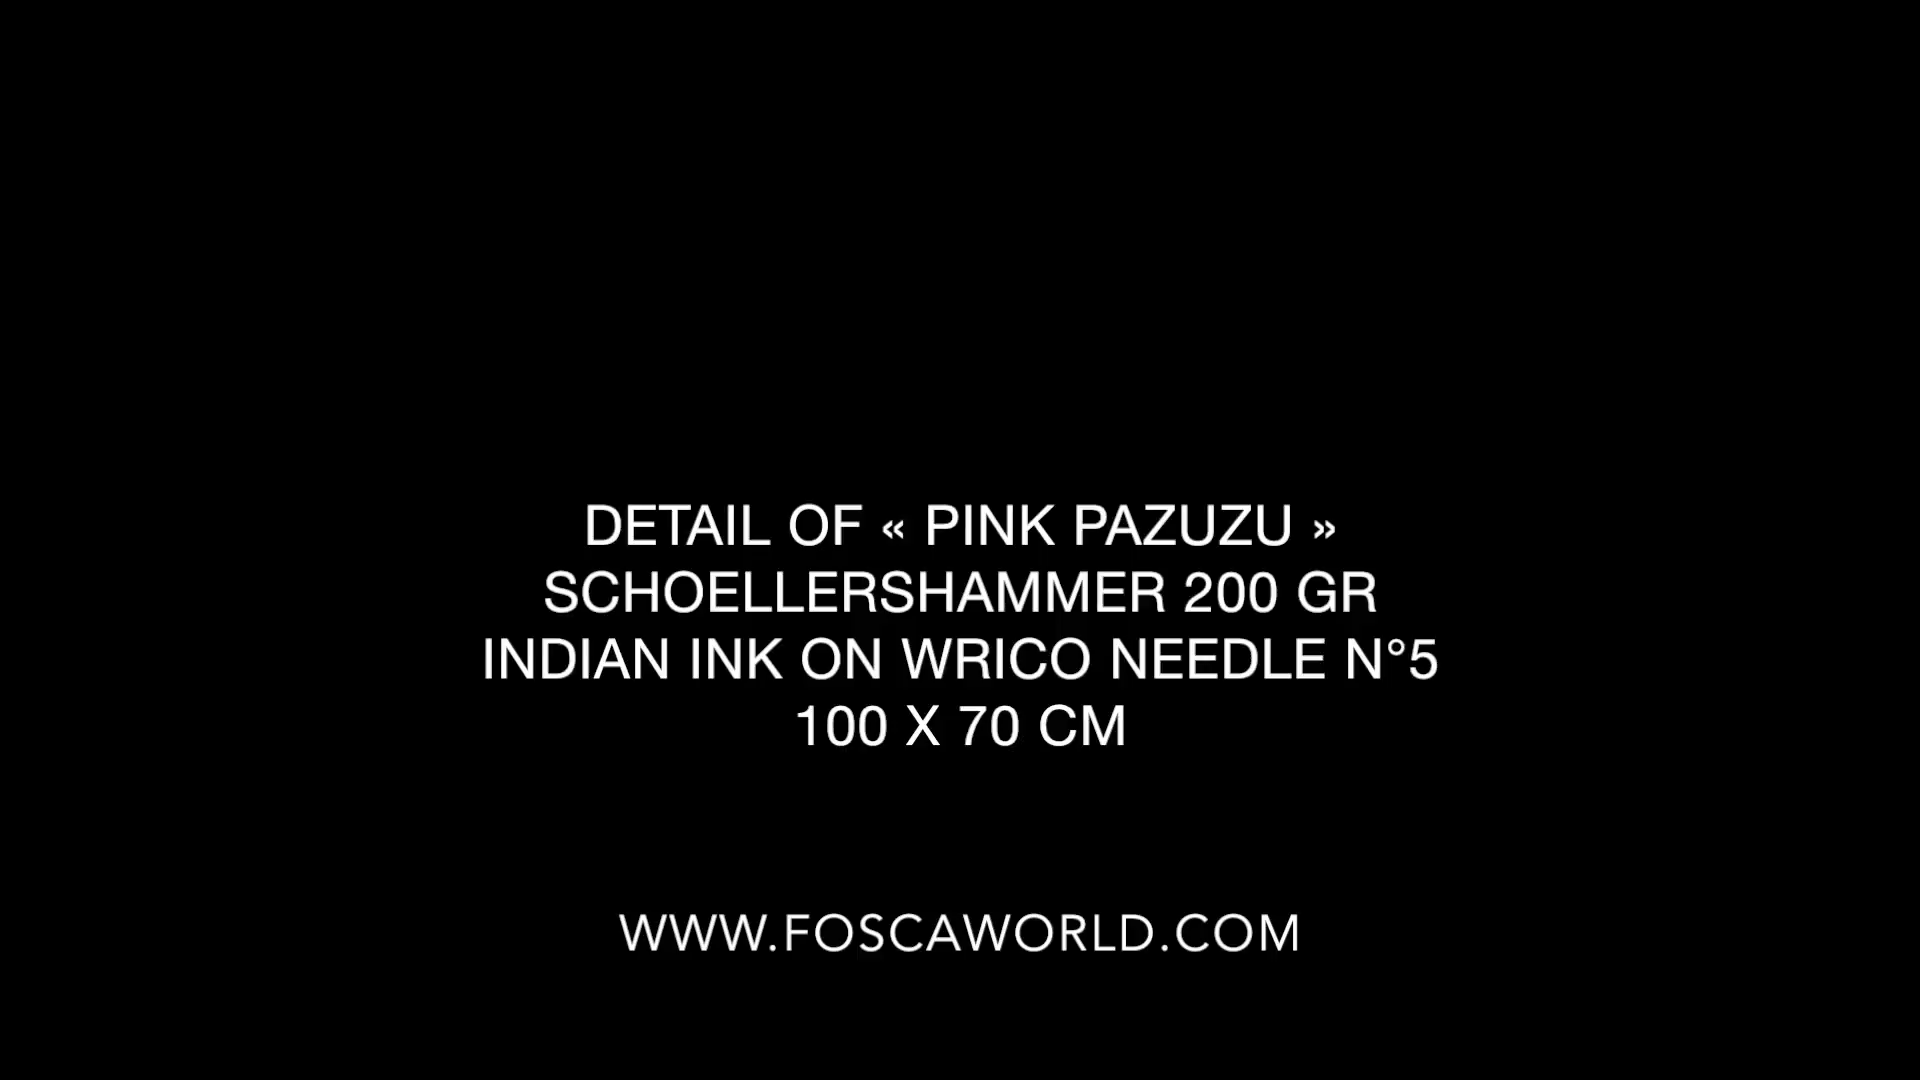 DETAIL OF « PINK PAZUZU »
SCHOELLERSHAMMER 200 GR
INDIAN INK ON WRICO NEEDLE N°5
100 X 70 CM
WWW.FOSCAWORLD.COM